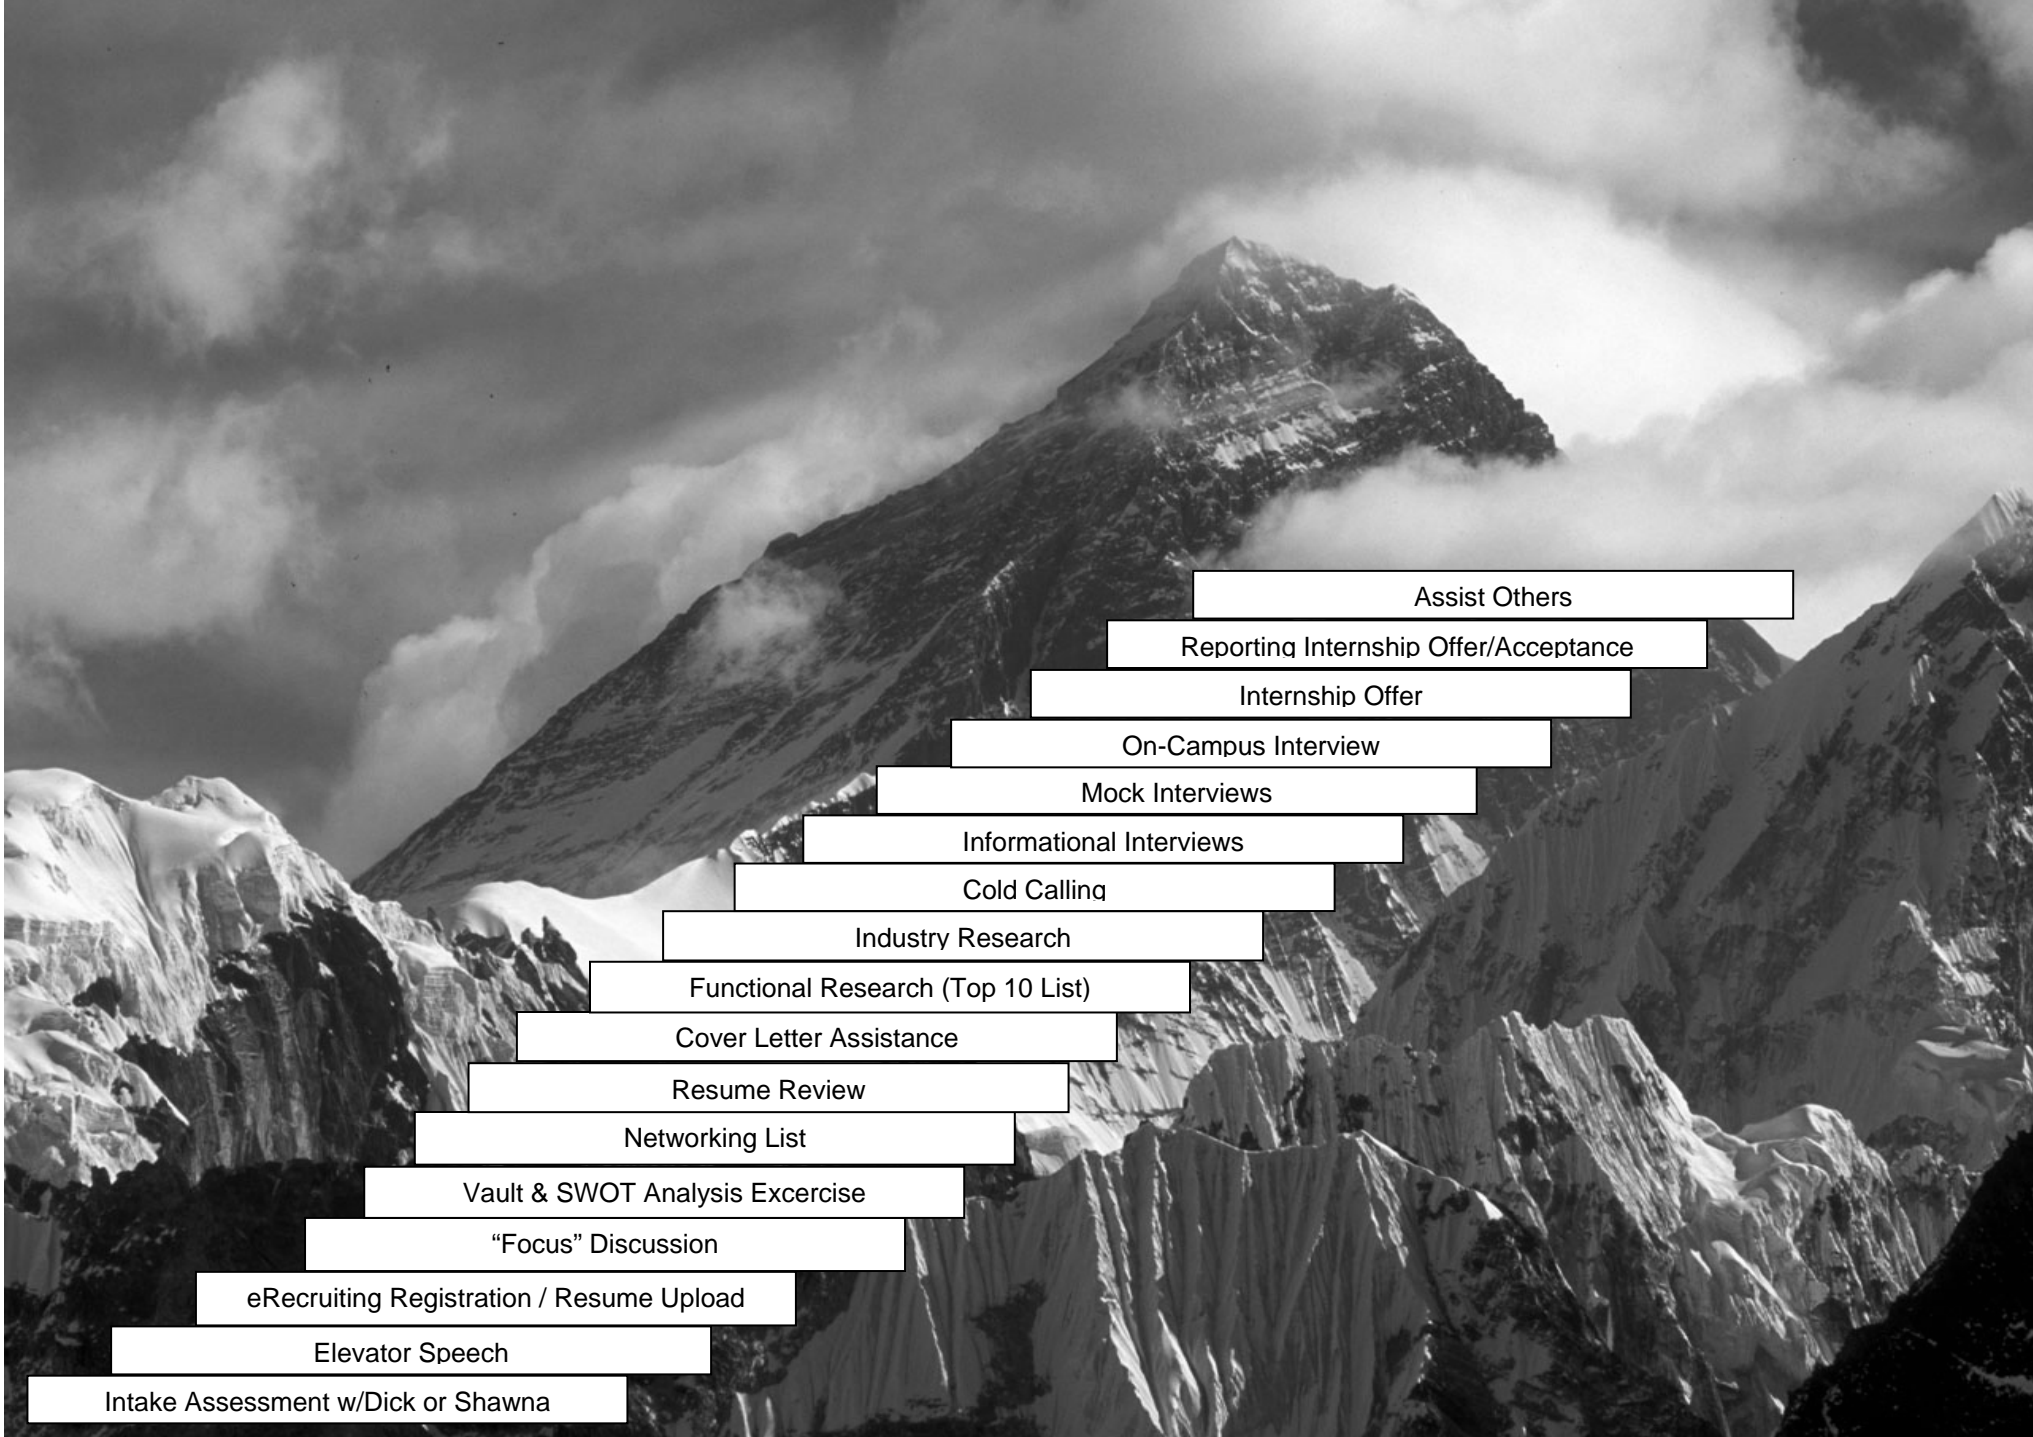 Assist Others
Reporting Internship Offer/Acceptance
Internship Offer
On-Campus Interview
Mock Interviews
Informational Interviews
Cold Calling
Industry Research
Functional Research (Top 10 List)
Cover Letter Assistance
Resume Review
Networking List
Vault & SWOT Analysis Excercise
“Focus” Discussion
eRecruiting Registration / Resume Upload
Elevator Speech
Intake Assessment w/Dick or Shawna